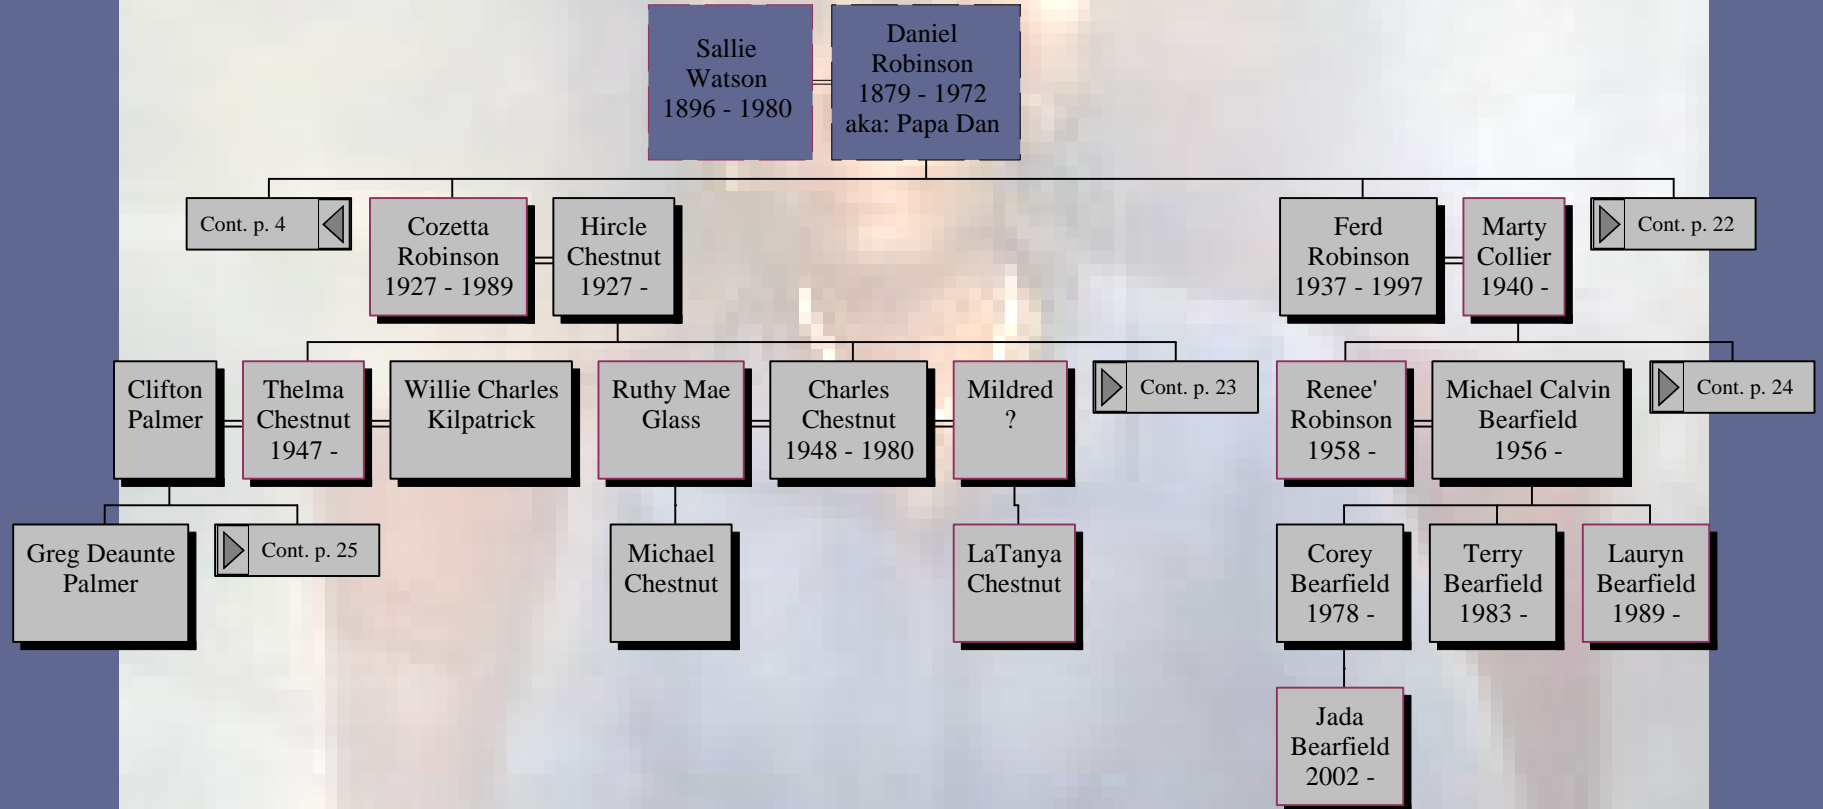 Sallie
Watson
1896 - 1980
Daniel
Robinson
1879 - 1972
aka: Papa Dan
Cont. p. 4
Cozetta
Robinson
1927 - 1989
Hircle
Chestnut
1927 -
Ferd
Robinson
1937 - 1997
Marty
Collier
1940 -
Cont. p. 22
Clifton
Palmer
Thelma
Chestnut
1947 -
Willie Charles
Kilpatrick
Ruthy Mae
Glass
Charles
Chestnut
1948 - 1980
Mildred
?
Cont. p. 23
Renee'
Robinson
1958 -
Michael Calvin
Bearfield
1956 -
Cont. p. 24
Greg Deaunte
Palmer
Cont. p. 25
Michael
Chestnut
LaTanya
Chestnut
Corey
Bearfield
1978 -
Terry
Bearfield
1983 -
Lauryn
Bearfield
1989 -
Jada
Bearfield
2002 -